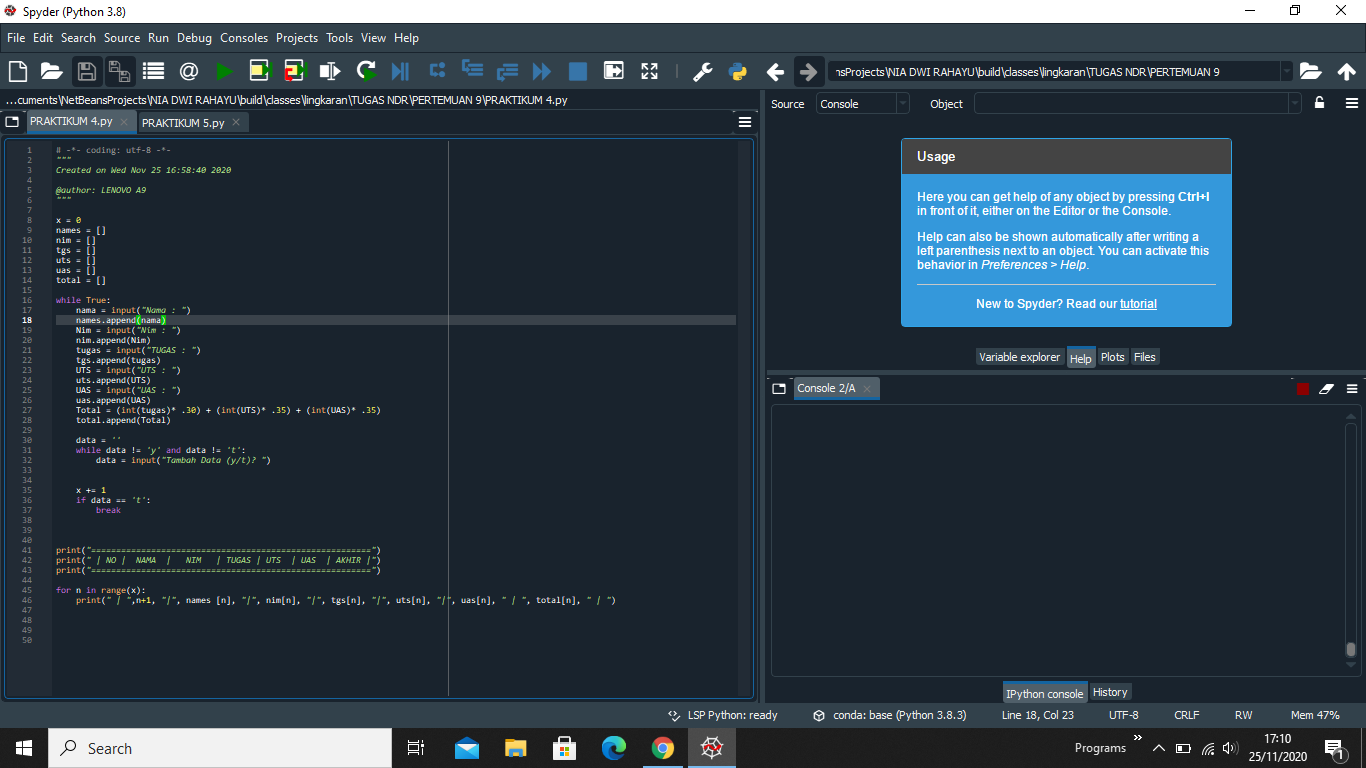 Spyder (Python 3.8)
File Edit Search Source Run Debug Consoles Projects Tools View Help
ısProjects\NIA DWI RAHAYU\build\classes\lingkaran\TUGAS NDR\PERTEMUAN 9
...cuments\NetBeansProjects\NIA DWI RAHAYU\build\classes\lingkaran\TUGAS NDR\PERTEMUAN 9\PRAKTIKUM 4.py
PRAKTIKUM 4.py PRAKTIKUM 5.py
1 # -*- coding: utf-8 -*-
2 """
3 Created on Wed Nov 25 16:58:40 2020
4
5 @author: LENOVO A9
6 """
7
8 x = 0
9 names = []
10 nim = []
11 tgs = []
12 uts = []
13 uas = []
14 total = []
15
16 while True:
17     nama = input("Nama : ")
18     names.append(nama)
19     Nim = input("Nim : ")
20     nim.append(Nim)
21     tugas = input("TUGAS : ")
22     tgs.append(tugas)
23     UTS = input("UTS : ")
24     uts.append(UTS)
25     UAS = input("UAS : ")
26     uas.append(UAS)
27     Total = (int(tugas)* .30) + (int(UTS)* .35) + (int(UAS)* .35)
28     total.append(Total)
29
30     data = ''
31     while data != 'y' and data != 't':
32         data = input("Tambah Data (y/t)? ")
33
34
35     x += 1
36     if data == 't':
37         break
38
39
40
41 print("========================================================")
42 print(" | NO |  NAMA  |   NIM   | TUGAS | UTS  | UAS  | AKHIR |")
43 print("========================================================")
44
45 for n in range(x):
46     print(" | ",n+1, "|", names [n], "|", nim[n], "|", tgs[n], "|", uts[n], "|", uas[n], " | ", total[n], " | ")
47
48
49
50
Source Console Object
Usage
Here you can get help of any object by pressing Ctrl+I
in front of it, either on the Editor or the Console.
Help can also be shown automatically after writing a
left parenthesis next to an object. You can activate this
behavior in Preferences > Help.
New to Spyder? Read our tutorial
Variable explorer Help Plots Files
Console 2/A
IPython console History
LSP Python: ready conda: base (Python 3.8.3) Line 18, Col 23 UTF-8 CRLF RW Mem 47%
Search Programs 17:10
25/11/2020
1